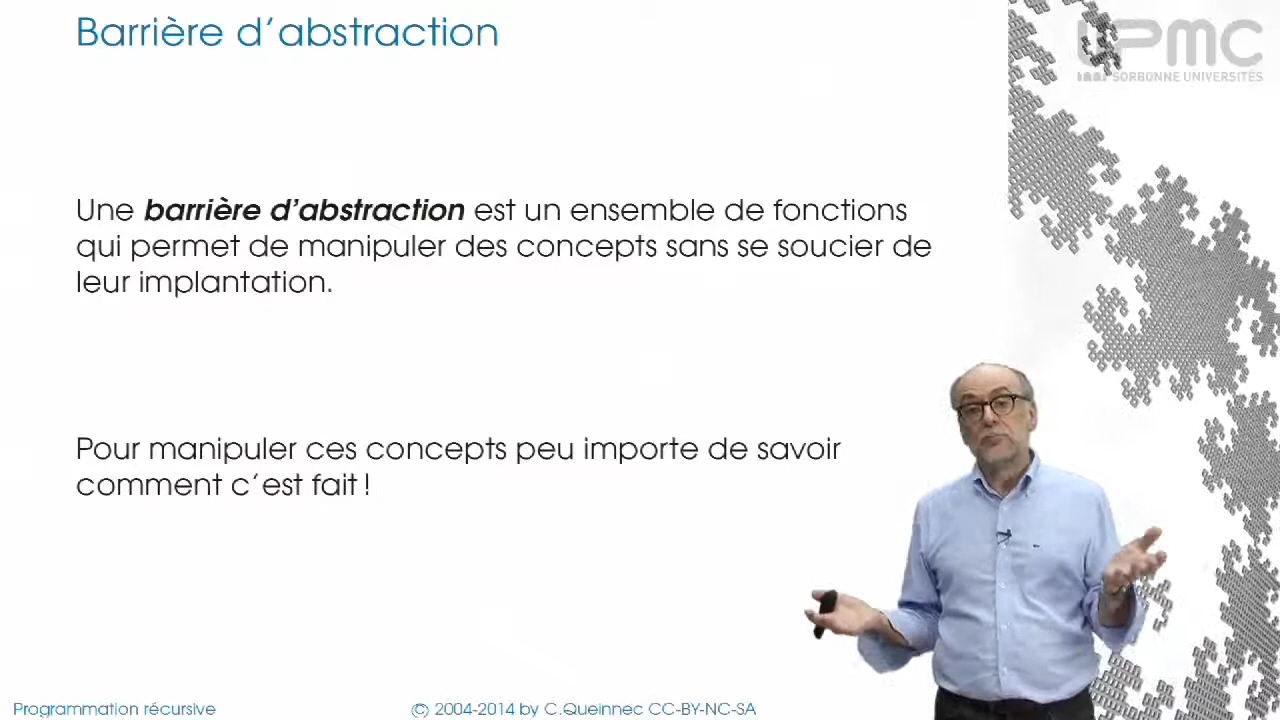 Barrière d'abstraction
UPMC
SORBONNE UNIVERSITÉS
Une barrière d'abstraction est un ensemble de fonctions
qui permet de manipuler des concepts sans se soucier de
leur implantation.
Pour manipuler ces concepts peu importe de savoir
comment c'est fait !
Programmation récursive
© 2004-2014 by C.Queinnec CC-BY-NC-SA